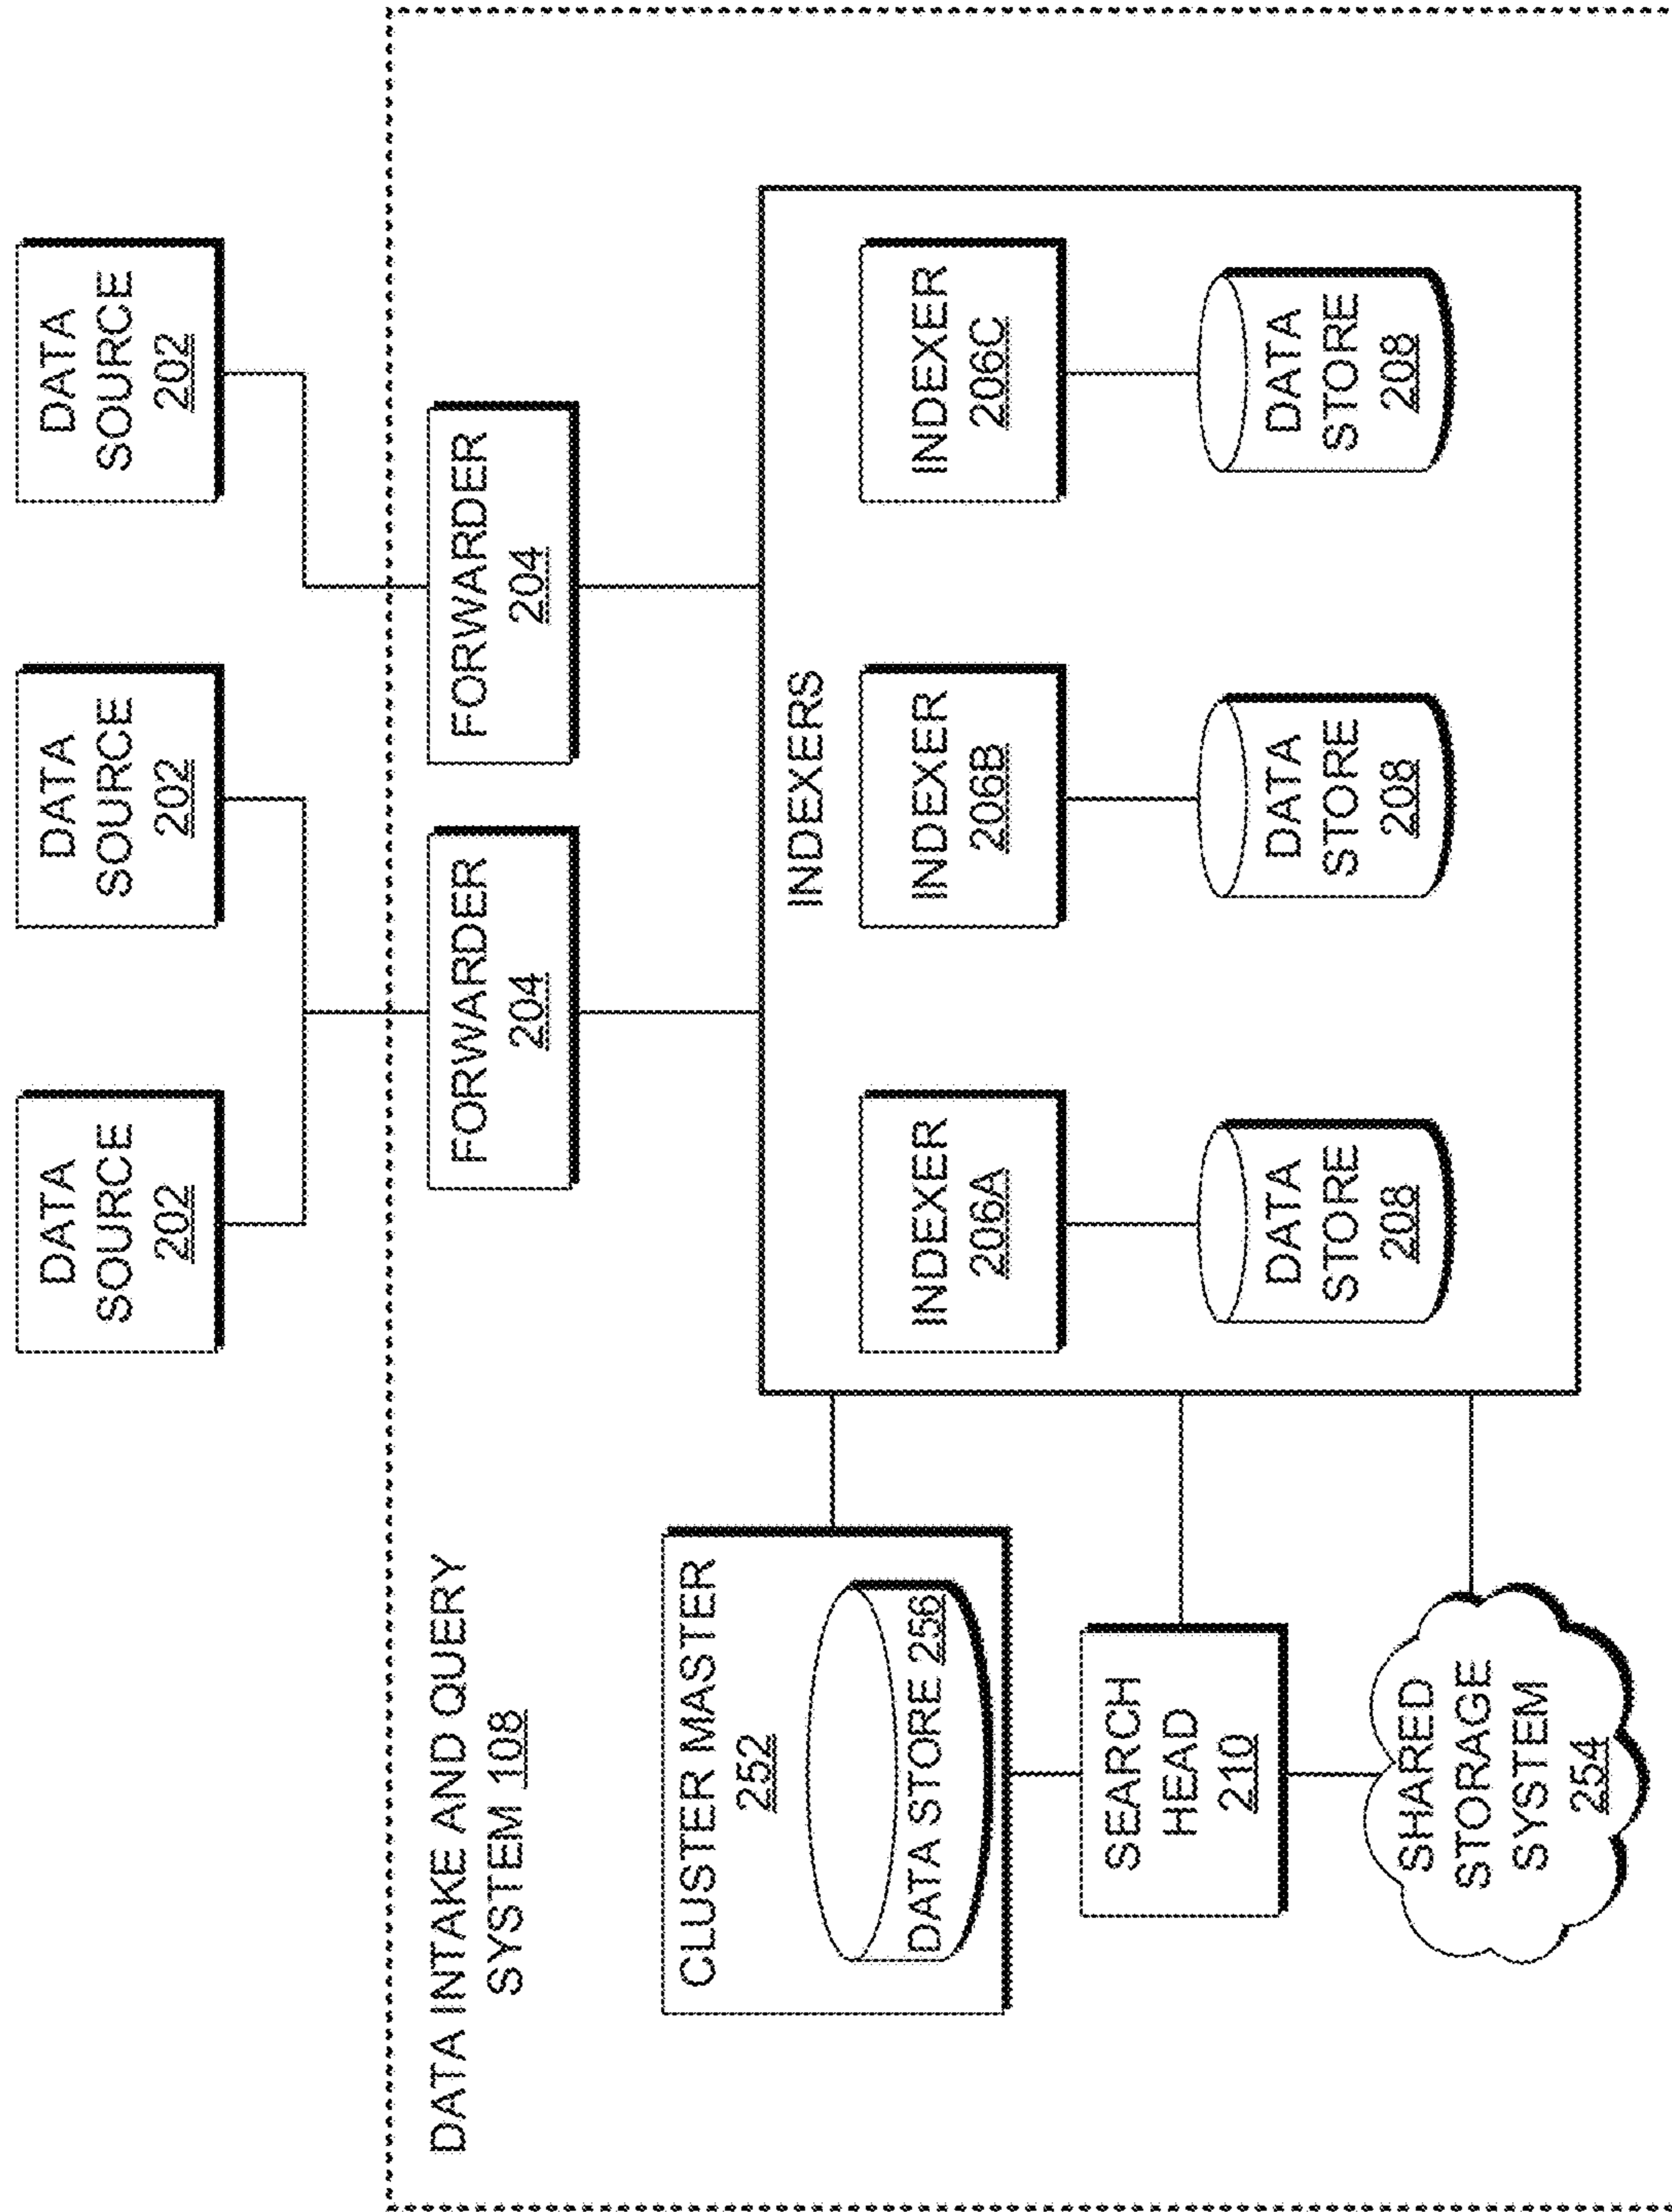 DATA
SOURCE
202
DATA
SOURCE
202
DATA
SOURCE
202
DATA INTAKE AND QUERY
SYSTEM 108
FORWARDER
204
FORWARDER
204
CLUSTER MASTER
252
DATA STORE 256
SEARCH
HEAD
210
SHARED
STORAGE
SYSTEM
254
INDEXERS
INDEXER
206A
INDEXER
206B
INDEXER
206C
DATA
STORE
208
DATA
STORE
208
DATA
STORE
208